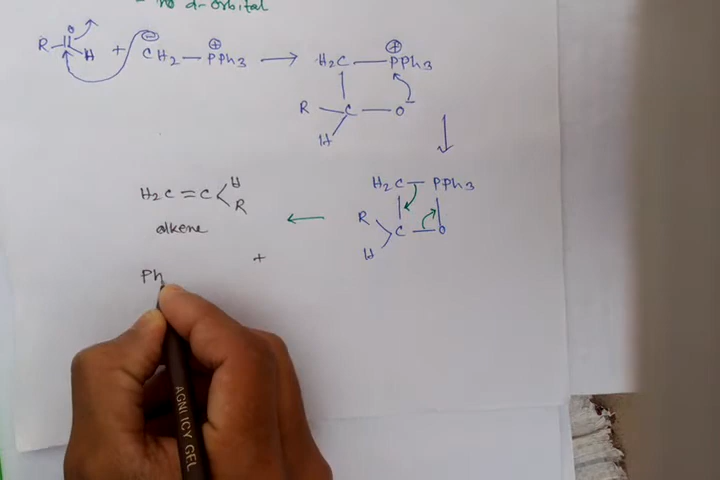 - no d-orbital
O
R-C-H + CH2-PPh3 → H2C-PPh3
R-C-O-
H
H2C-PPh3
R C-O
H
H2C=C H
R
alkene
+
Ph
AGNI ICY GEL